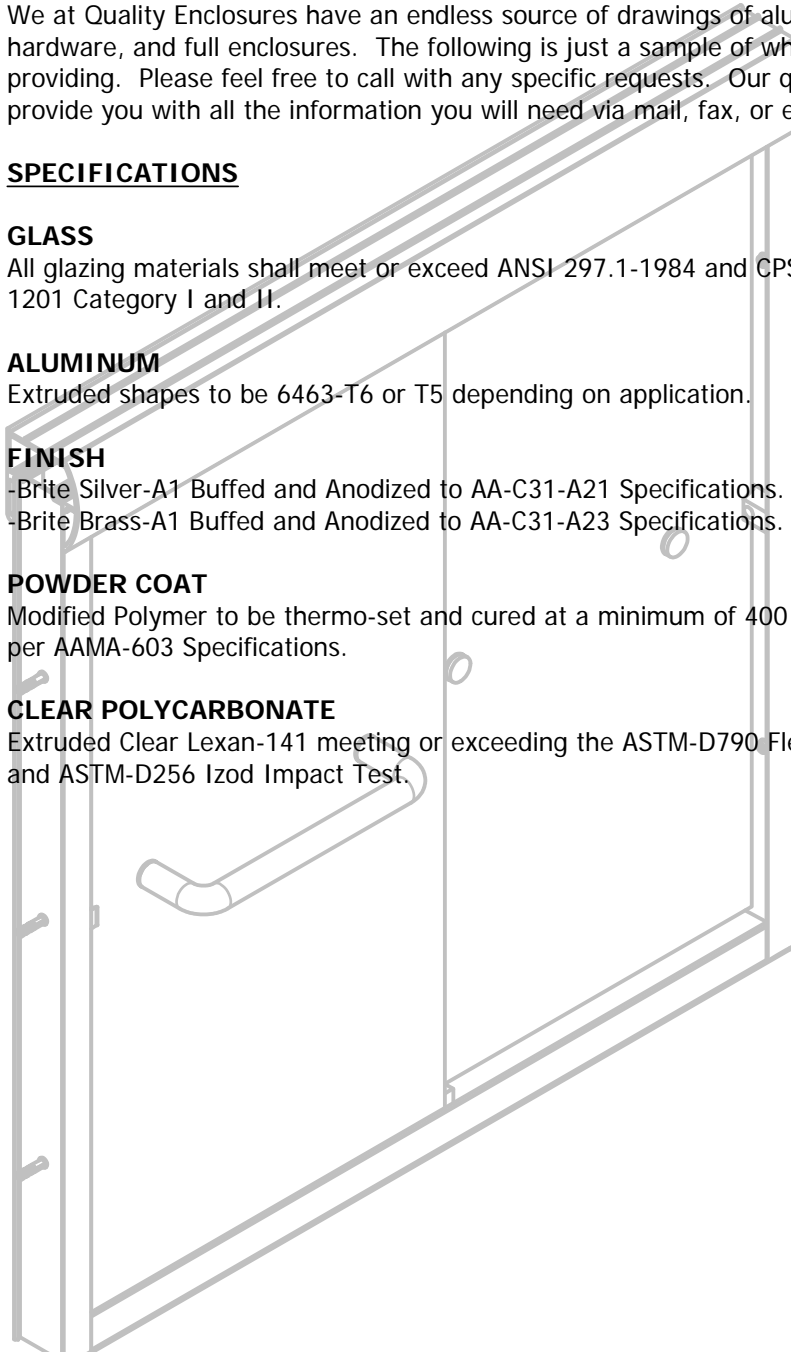 We at Quality Enclosures have an endless source of drawings of alu
hardware, and full enclosures. The following is just a sample of wh
providing. Please feel free to call with any specific requests. Our q
provide you with all the information you will need via mail, fax, or e
SPECIFICATIONS
GLASS
All glazing materials shall meet or exceed ANSI 297.1-1984 and CPS
1201 Category I and II.
ALUMINUM
Extruded shapes to be 6463-T6 or T5 depending on application.
FINISH
-Brite Silver-A1 Buffed and Anodized to AA-C31-A21 Specifications.
-Brite Brass-A1 Buffed and Anodized to AA-C31-A23 Specifications.
POWDER COAT
Modified Polymer to be thermo-set and cured at a minimum of 400
per AAMA-603 Specifications.
CLEAR POLYCARBONATE
Extruded Clear Lexan-141 meeting or exceeding the ASTM-D790 Fle
and ASTM-D256 Izod Impact Test.